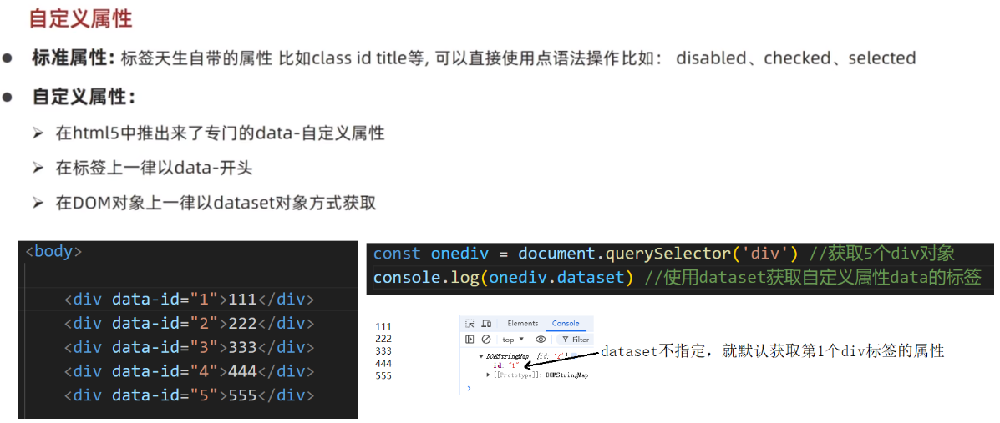 自定义属性
● 标准属性: 标签天生自带的属性 比如class id title等, 可以直接使用点语法操作比如： disabled、checked、selected
● 自定义属性:
➢ 在html5中推出来了专门的data-自定义属性
➢ 在标签上一律以data-开头
➢ 在DOM对象上一律以dataset对象方式获取
<body>
<div data-id="1">111</div>
<div data-id="2">222</div>
<div data-id="3">333</div>
<div data-id="4">444</div>
<div data-id="5">555</div>
const onediv = document.querySelector('div') //获取5个div对象
console.log(onediv.dataset) //使用dataset获取自定义属性data的标签
111
222
333
444
555
Elements Console
top Filter
DOMStringMap {id: '1'}
id: "1"
[[Prototype]]: DOMStringMap
dataset不指定，就默认获取第1个div标签的属性